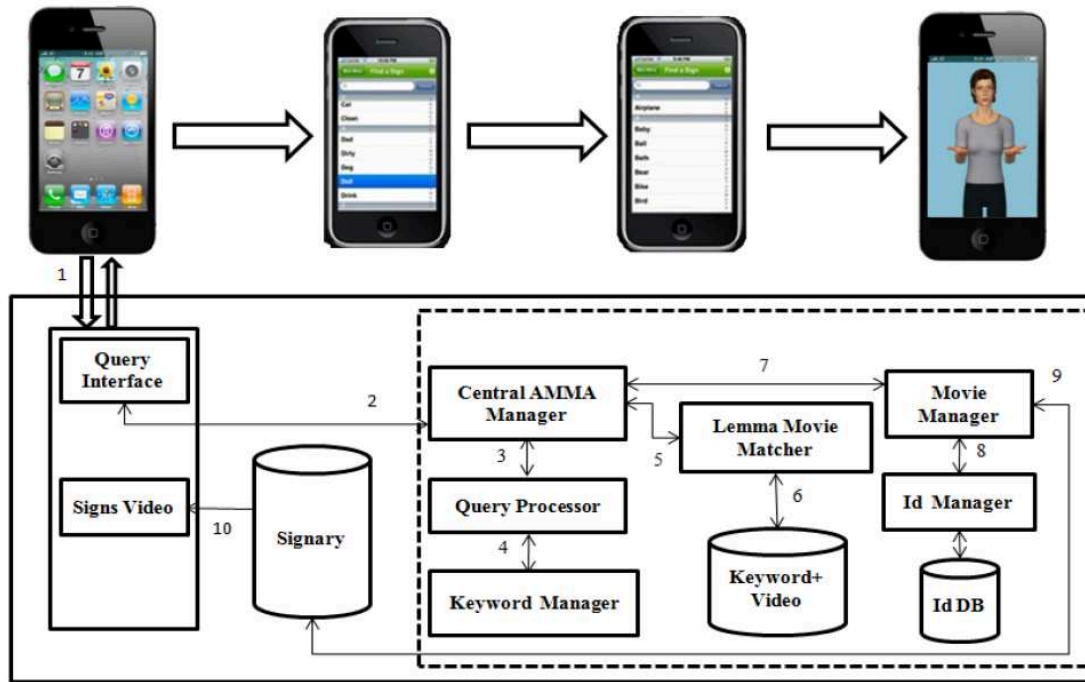 7
Find a Sign
Find a Sign
Cat
Clean
Dad
Dirty
Dog
Doll
Drink
Airplane
Baby
Ball
Bath
Bear
Bike
Bird
1
Query
Interface
2
Central AMMA
Manager
7
9
Movie
Manager
Lemma Movie
Matcher
3
5
8
Signs Video
10
Signary
Query Processor
6
Id Manager
4
Keyword Manager
Keyword+
Video
Id DB